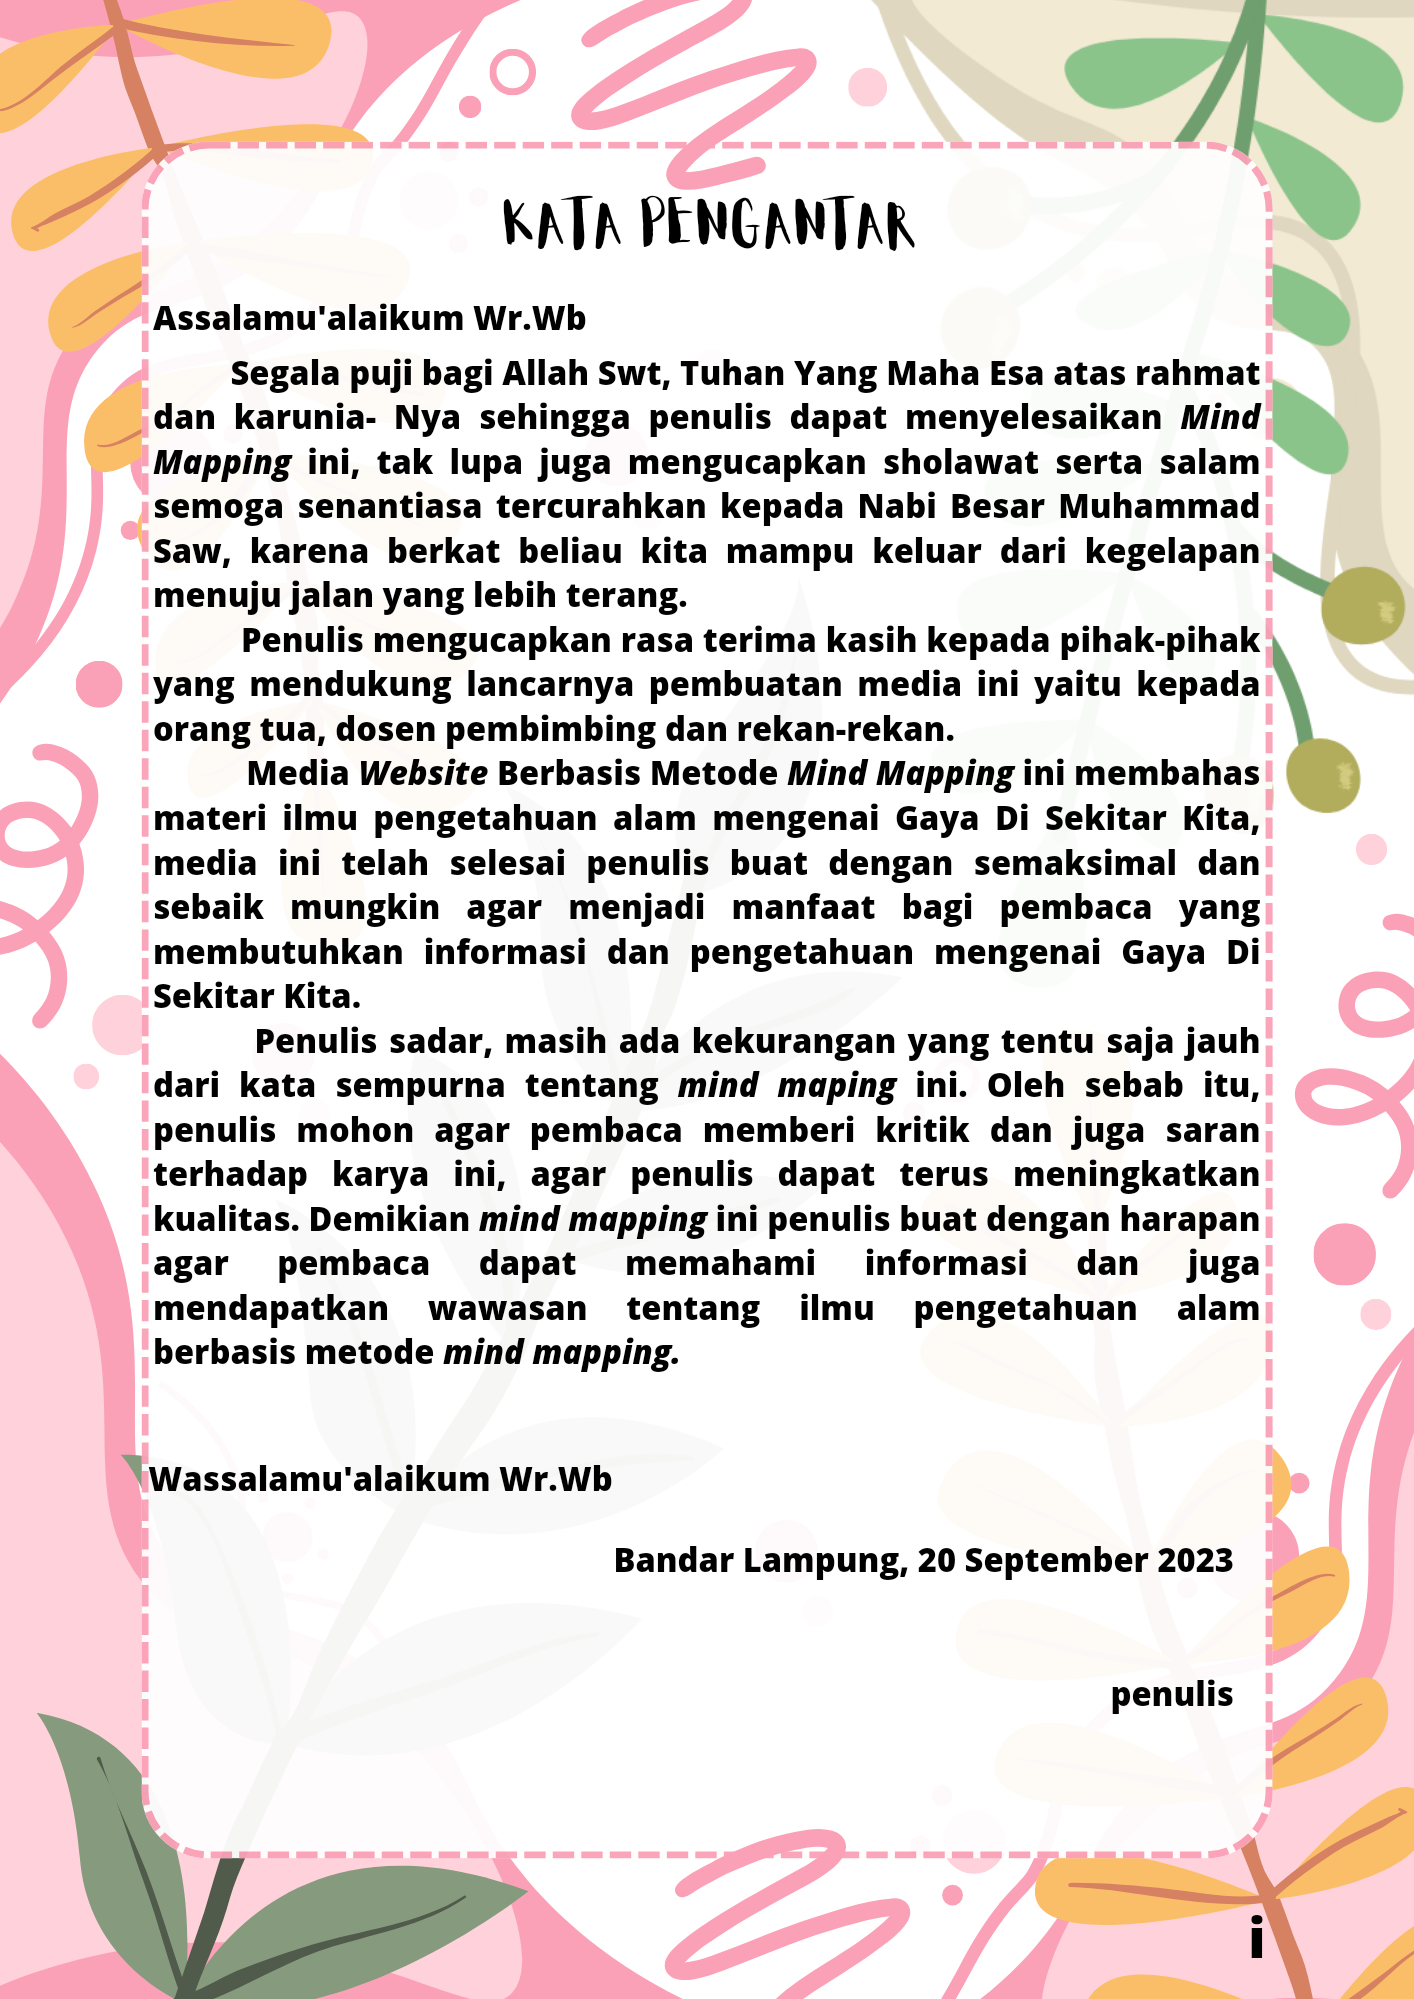 KATA PENGANTAR
Assalamu'alaikum Wr.Wb
Segala puji bagi Allah Swt, Tuhan Yang Maha Esa atas rahmat
dan karunia- Nya sehingga penulis dapat menyelesaikan Mind
Mapping ini, tak lupa juga mengucapkan sholawat serta salam
semoga senantiasa tercurahkan kepada Nabi Besar Muhammad
Saw, karena berkat beliau kita mampu keluar dari kegelapan
menuju jalan yang lebih terang.
Penulis mengucapkan rasa terima kasih kepada pihak-pihak
yang mendukung lancarnya pembuatan media ini yaitu kepada
orang tua, dosen pembimbing dan rekan-rekan.
Media Website Berbasis Metode Mind Mapping ini membahas
materi ilmu pengetahuan alam mengenai Gaya Di Sekitar Kita,
media ini telah selesai penulis buat dengan semaksimal dan
sebaik mungkin agar menjadi manfaat bagi pembaca yang
membutuhkan informasi dan pengetahuan mengenai Gaya Di
Sekitar Kita.
Penulis sadar, masih ada kekurangan yang tentu saja jauh
dari kata sempurna tentang mind maping ini. Oleh sebab itu,
penulis mohon agar pembaca memberi kritik dan juga saran
terhadap karya ini, agar penulis dapat terus meningkatkan
kualitas. Demikian mind mapping ini penulis buat dengan harapan
agar pembaca dapat memahami informasi dan juga
mendapatkan wawasan tentang ilmu pengetahuan alam
berbasis metode mind mapping.
Wassalamu'alaikum Wr.Wb
Bandar Lampung, 20 September 2023
penulis
i